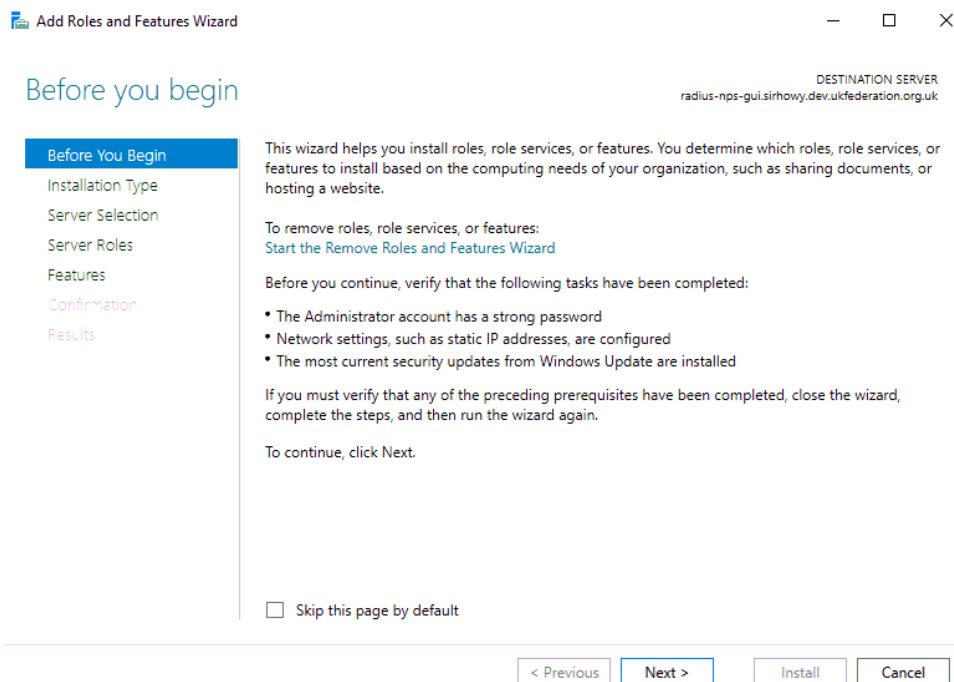 Add Roles and Features Wizard
Before you begin
DESTINATION SERVER
radius-nps-gui.sirhowy.dev.ukfederation.org.uk
Before You Begin
Installation Type
Server Selection
Server Roles
Features
Confirmation
Results
This wizard helps you install roles, role services, or features. You determine which roles, role services, or
features to install based on the computing needs of your organization, such as sharing documents, or
hosting a website.
To remove roles, role services, or features:
Start the Remove Roles and Features Wizard
Before you continue, verify that the following tasks have been completed:
• The Administrator account has a strong password
• Network settings, such as static IP addresses, are configured
• The most current security updates from Windows Update are installed
If you must verify that any of the preceding prerequisites have been completed, close the wizard,
complete the steps, and then run the wizard again.
To continue, click Next.
Skip this page by default
< Previous
Next >
Install
Cancel